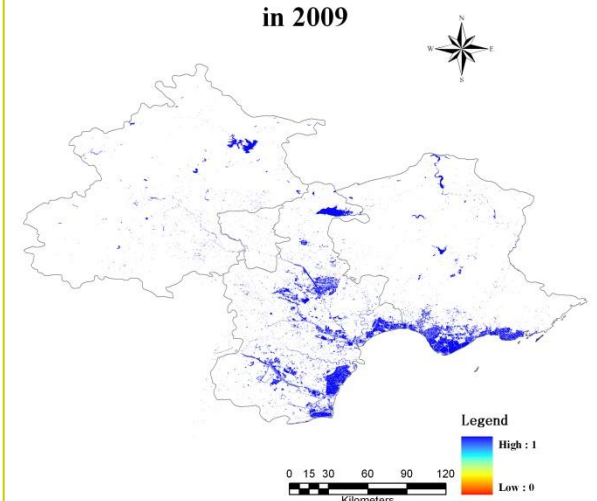 in 2009
N
W E
S
Legend
High : 1
Low : 0
0 15 30 60 90 120
Kilometers